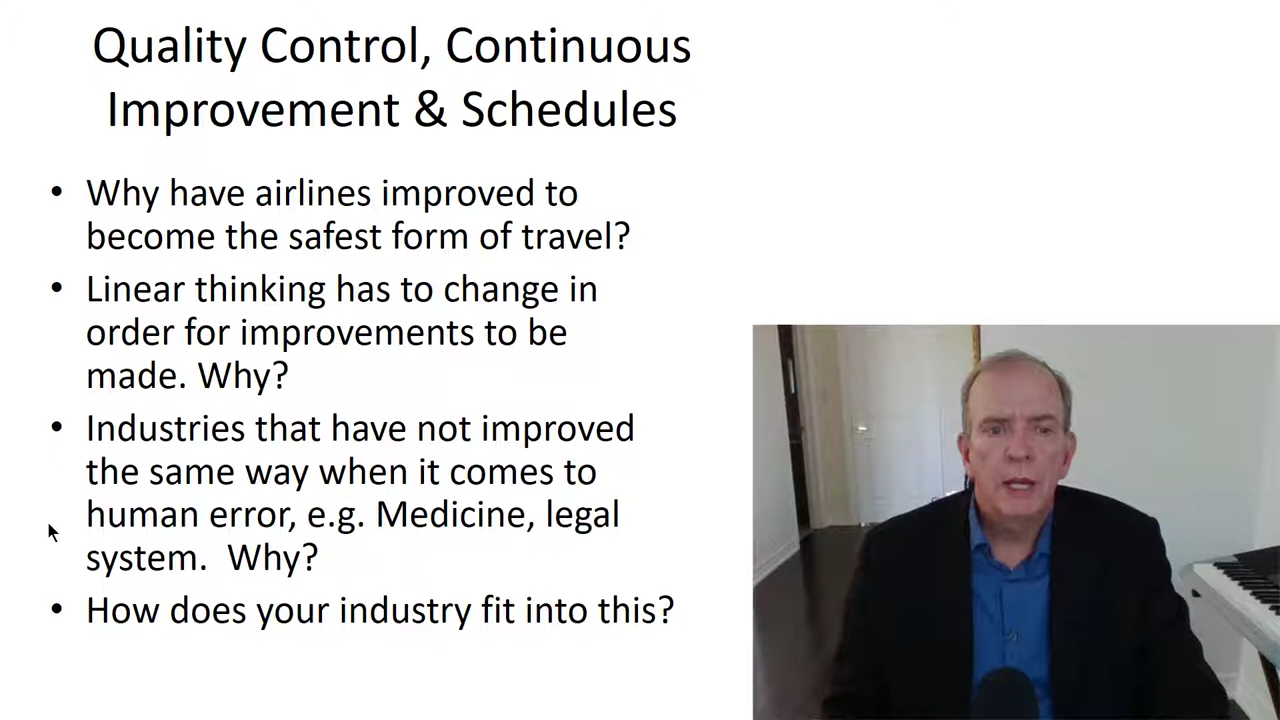 Quality Control, Continuous
Improvement & Schedules
• Why have airlines improved to
become the safest form of travel?
• Linear thinking has to change in
order for improvements to be
made. Why?
• Industries that have not improved
the same way when it comes to
human error, e.g. Medicine, legal
system.  Why?
• How does your industry fit into this?